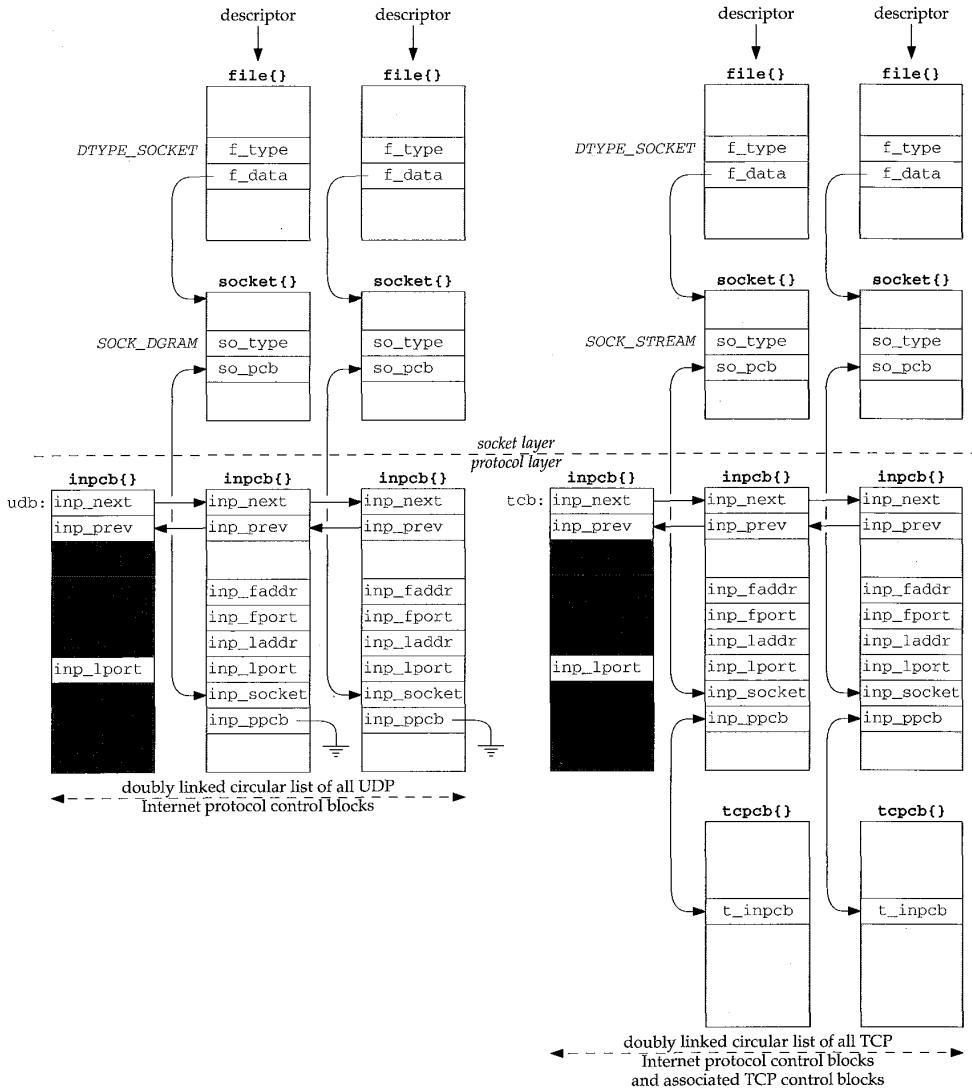 descriptor descriptor descriptor descriptor
file{} file{} file{} file{}
DTYPE_SOCKET f_type f_type DTYPE_SOCKET f_type f_type
f_data f_data f_data f_data
socket{} socket{} socket{} socket{}
SOCK_DGRAM so_type so_type SOCK_STREAM so_type so_type
so_pcb so_pcb so_pcb so_pcb
socket layer
protocol layer
inpcb{} inpcb{} inpcb{} inpcb{} inpcb{} inpcb{}
udb: inp_next inp_next inp_next tcb: inp_next inp_next inp_next
inp_prev inp_prev inp_prev inp_prev inp_prev inp_prev
inp_faddr inp_faddr inp_faddr inp_faddr
inp_fport inp_fport inp_fport inp_fport
inp_laddr inp_laddr inp_laddr inp_laddr
inp_lport inp_lport inp_lport inp_lport inp_lport inp_lport
inp_socket inp_socket inp_socket inp_socket
inp_ppcb inp_ppcb inp_ppcb inp_ppcb
doubly linked circular list of all UDP
Internet protocol control blocks
tcpcb{} tcpcb{}
t_inpcb t_inpcb
doubly linked circular list of all TCP
Internet protocol control blocks
and associated TCP control blocks